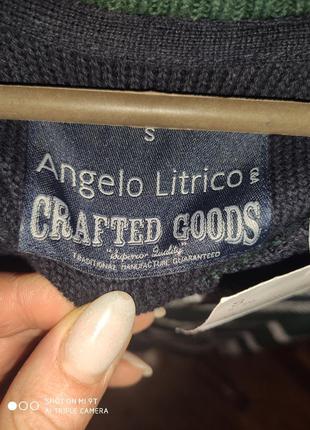 S
Angelo Litrico
C&A
CRAFTED GOODS
"Superior Quality"
TRADITIONAL MANUFACTURE GUARANTEED
SHOT ON MI 9T
AI TRIPLE CAMERA